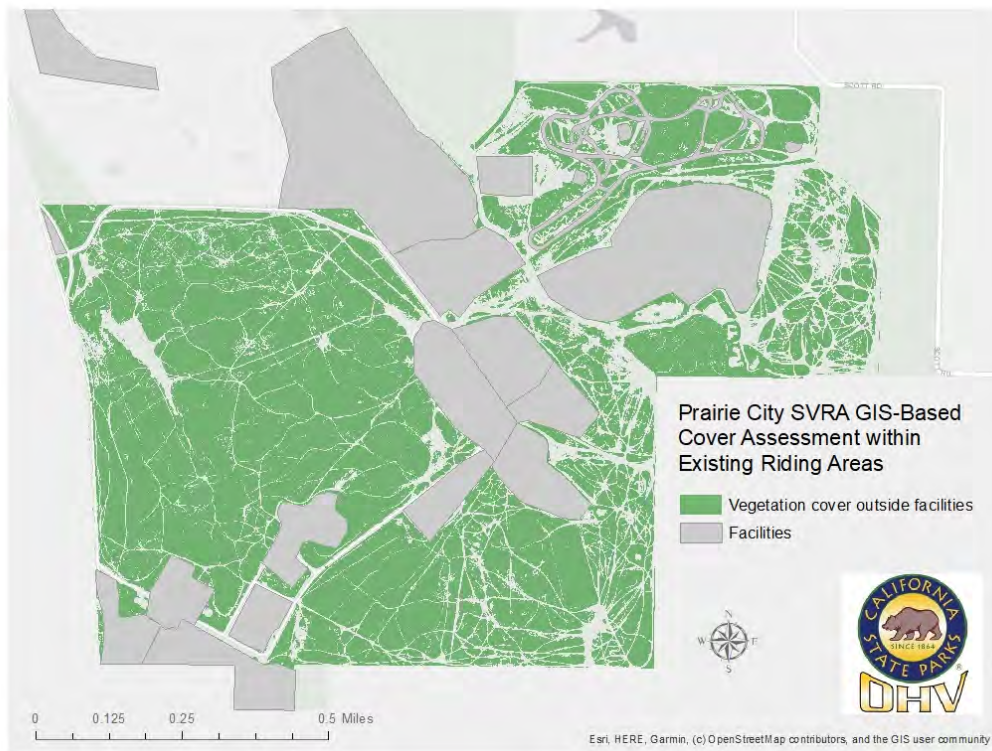 SCOTT RD
Prairie City SVRA GIS-Based
Cover Assessment within
Existing Riding Areas
Vegetation cover outside facilities
Facilities
N
W
E
S
CALIFORNIA
SINCE 1864
STATE PARKS
®
OHV
0
0.125
0.25
0.5 Miles
Esri, HERE, Garmin, (c) OpenStreetMap contributors, and the GIS user community